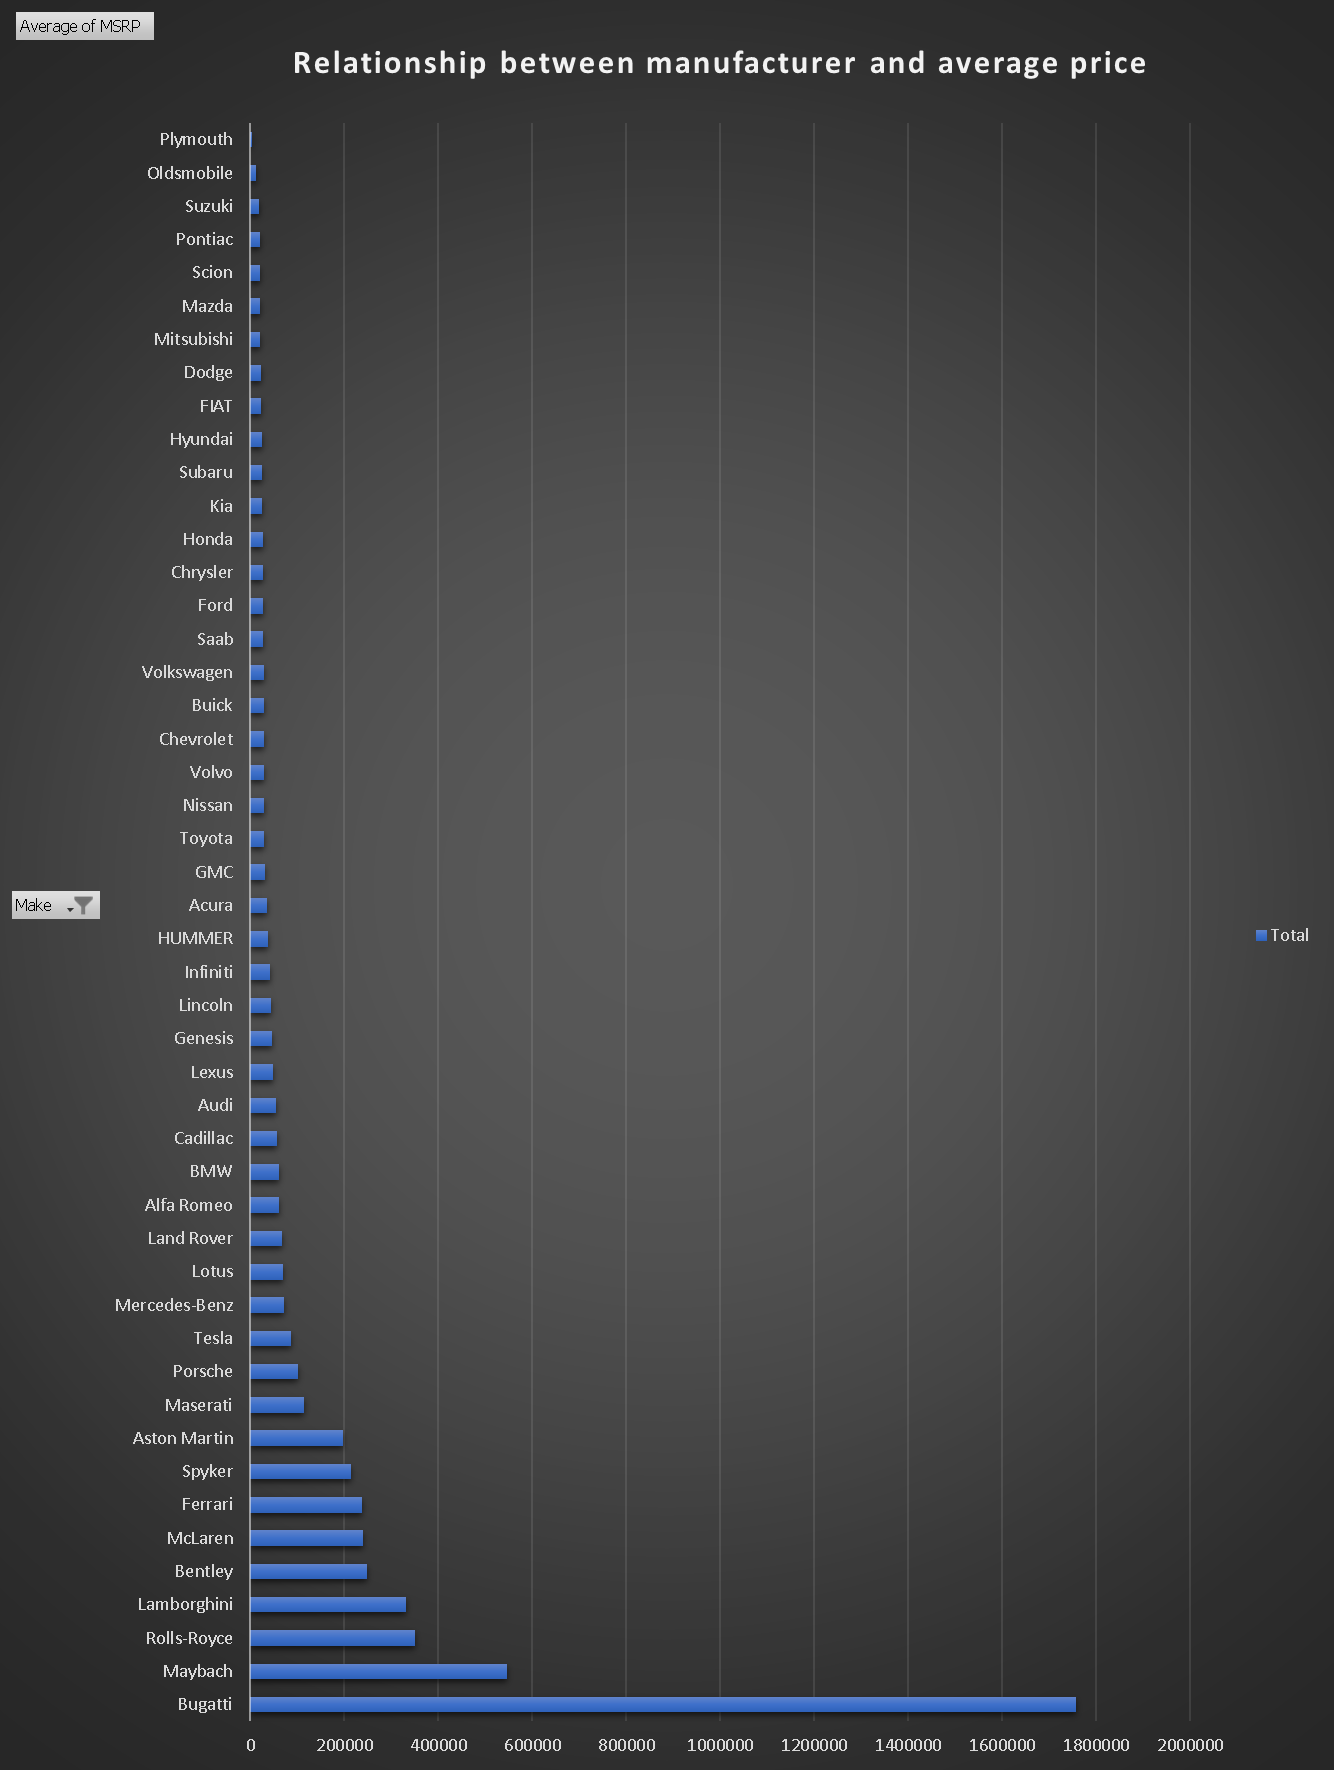 Average of MSRP
Relationship between manufacturer and average price
Plymouth
Oldsmobile
Suzuki
Pontiac
Scion
Mazda
Mitsubishi
Dodge
FIAT
Hyundai
Subaru
Kia
Honda
Chrysler
Ford
Saab
Volkswagen
Buick
Chevrolet
Volvo
Nissan
Toyota
GMC
Make
Acura
HUMMER
Total
Infiniti
Lincoln
Genesis
Lexus
Audi
Cadillac
BMW
Alfa Romeo
Land Rover
Lotus
Mercedes-Benz
Tesla
Porsche
Maserati
Aston Martin
Spyker
Ferrari
McLaren
Bentley
Lamborghini
Rolls-Royce
Maybach
Bugatti
0 200000 400000 600000 800000 1000000 1200000 1400000 1600000 1800000 2000000